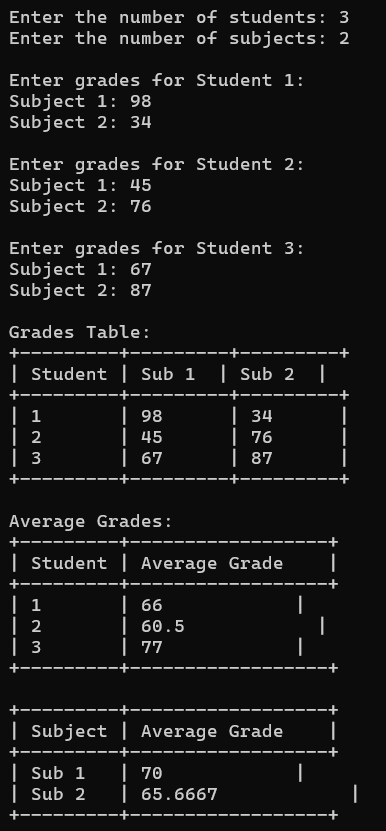 Enter the number of students: 3
Enter the number of subjects: 2

Enter grades for Student 1:
Subject 1: 98
Subject 2: 34

Enter grades for Student 2:
Subject 1: 45
Subject 2: 76

Enter grades for Student 3:
Subject 1: 67
Subject 2: 87

Grades Table:
+---------+---------+---------+
| Student | Sub 1  | Sub 2  |
+---------+---------+---------+
| 1       | 98      | 34      |
| 2       | 45      | 76      |
| 3       | 67      | 87      |
+---------+---------+---------+

Average Grades:
+---------+------------------+
| Student | Average Grade    |
+---------+------------------+
| 1       | 66            |
| 2       | 60.5            |
| 3       | 77            |
+---------+------------------+

+---------+------------------+
| Subject | Average Grade    |
+---------+------------------+
| Sub 1   | 70            |
| Sub 2   | 65.6667            |
+---------+------------------+